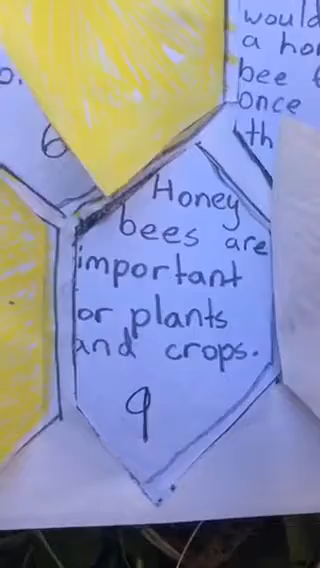 would
a ho
bee
once
th
6
Honey
bees are
important
or plants
and crops.
9